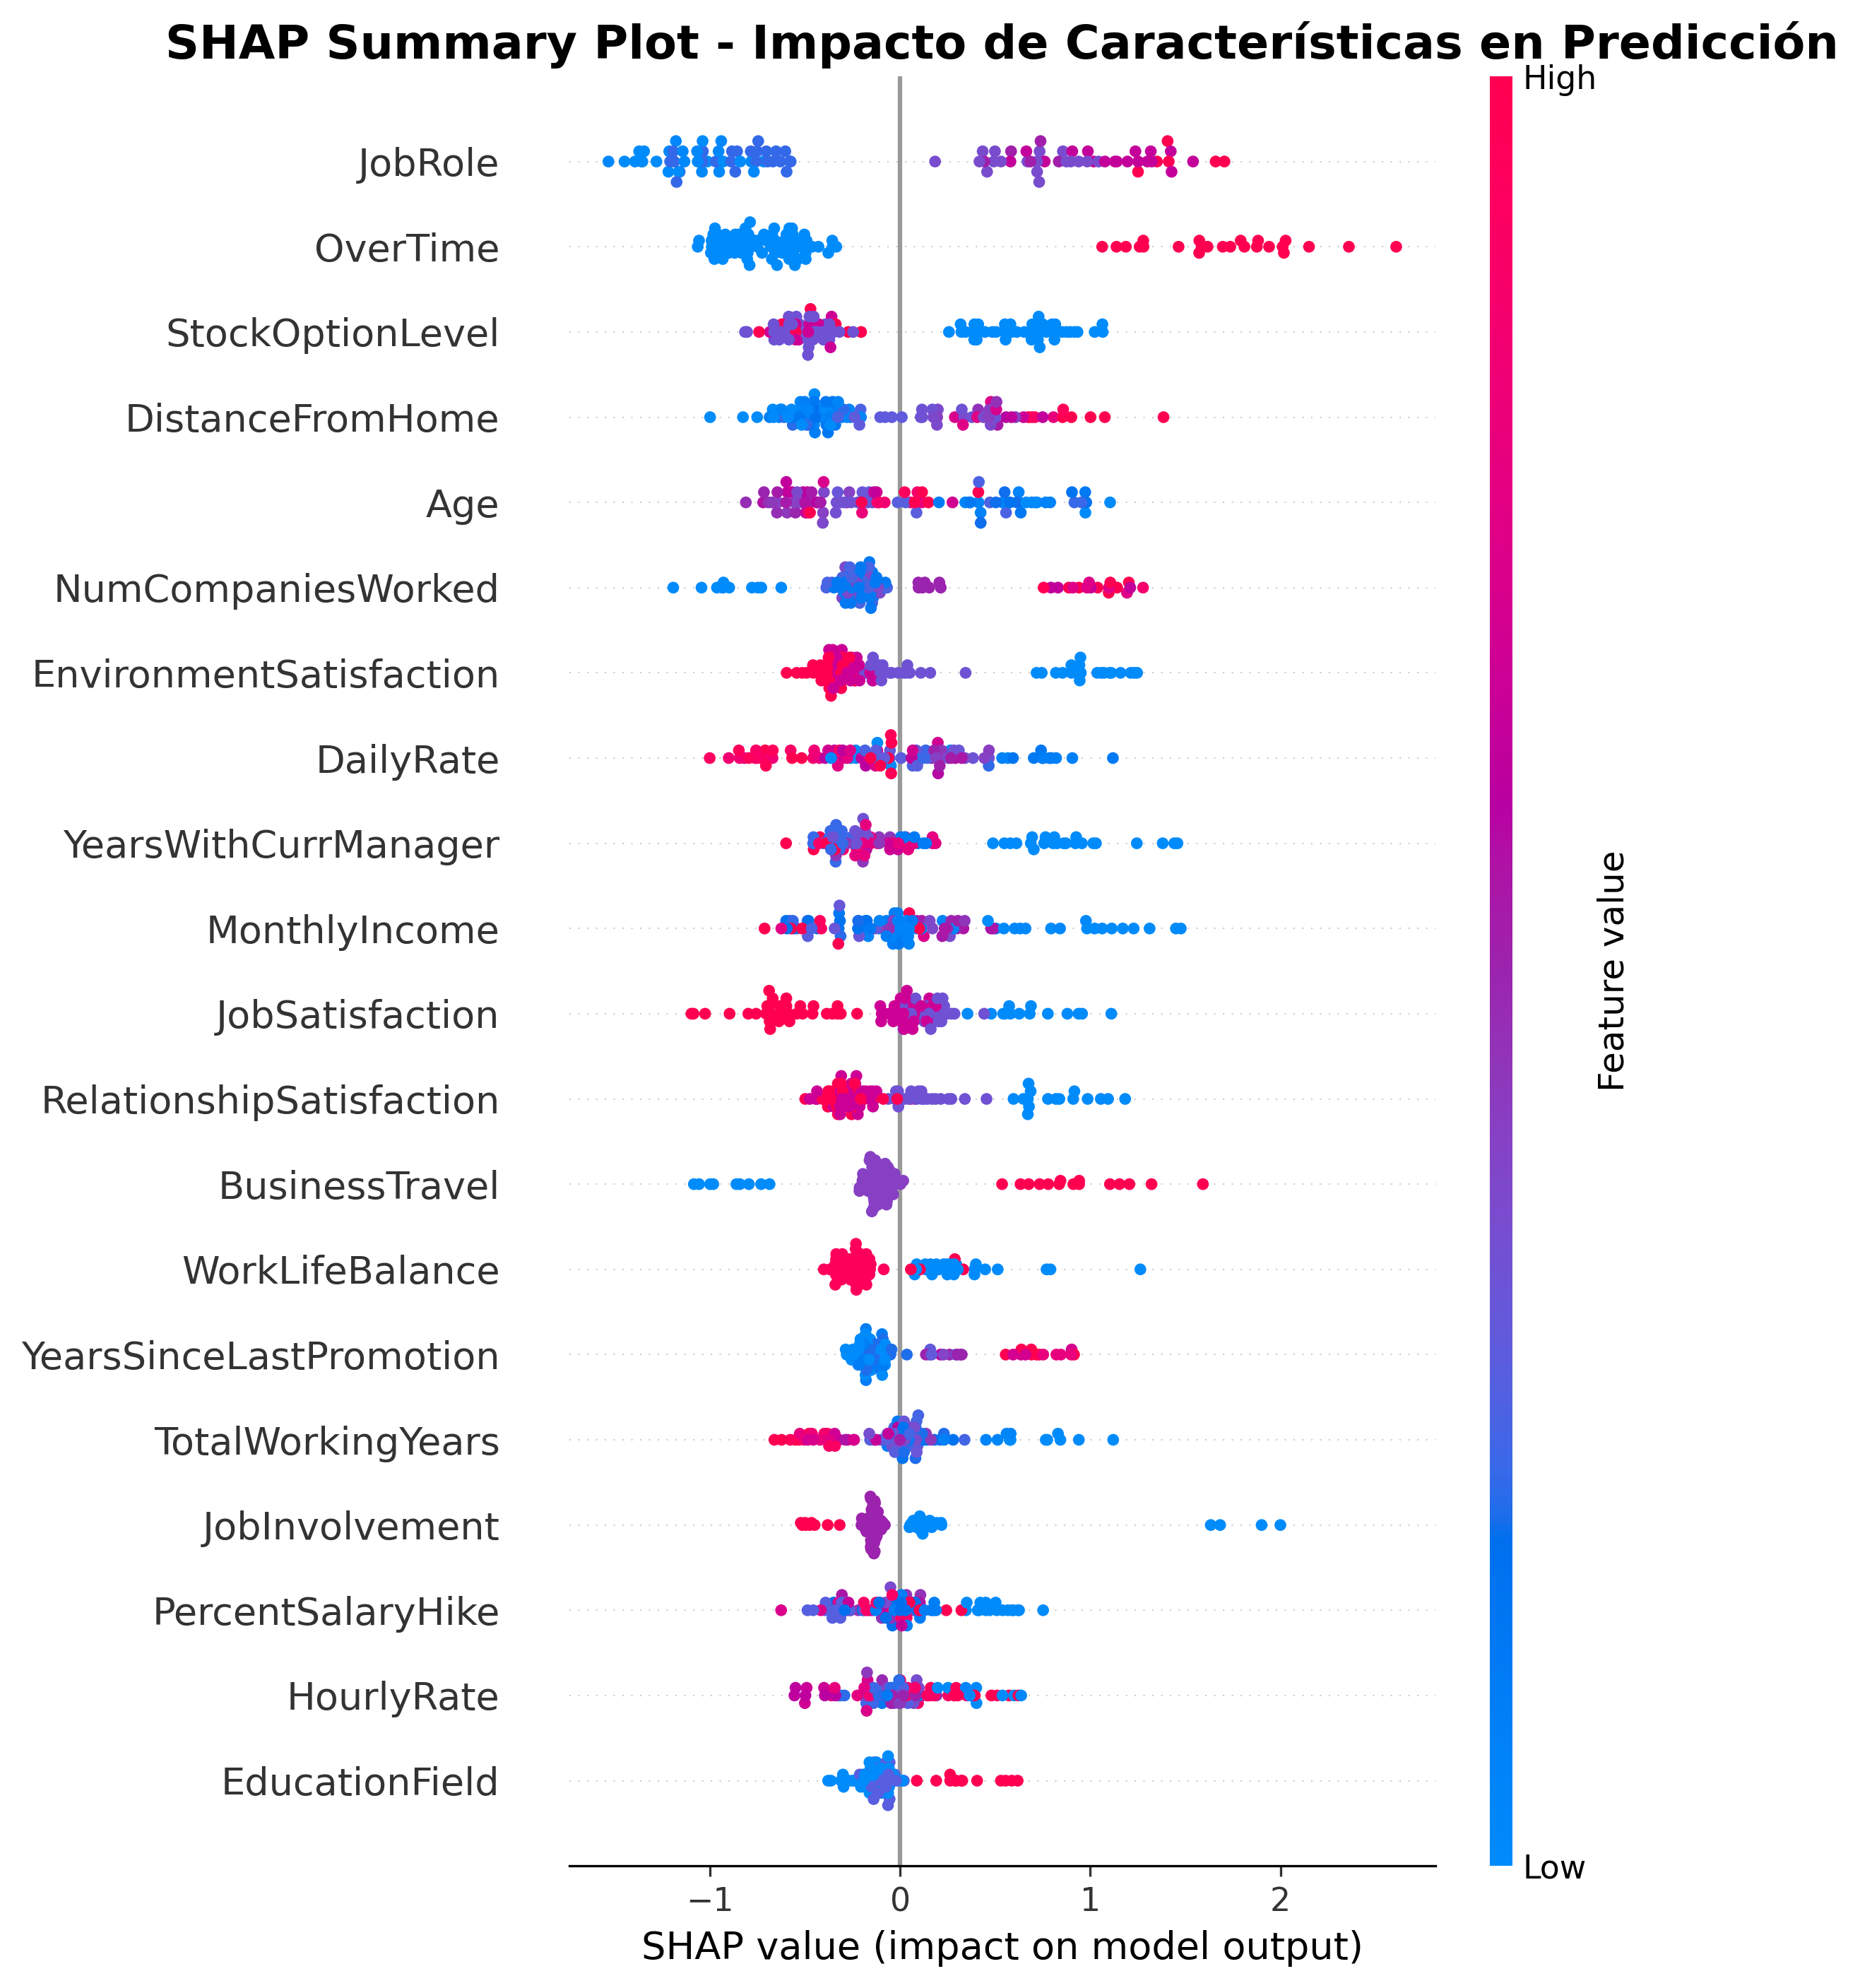 SHAP Summary Plot - Impacto de Características en Predicción
High
JobRole
OverTime
StockOptionLevel
DistanceFromHome
Age
NumCompaniesWorked
EnvironmentSatisfaction
DailyRate
YearsWithCurrManager
MonthlyIncome
JobSatisfaction
RelationshipSatisfaction
BusinessTravel
WorkLifeBalance
YearsSinceLastPromotion
TotalWorkingYears
JobInvolvement
PercentSalaryHike
HourlyRate
EducationField
Feature value
Low
−1 0 1 2
SHAP value (impact on model output)